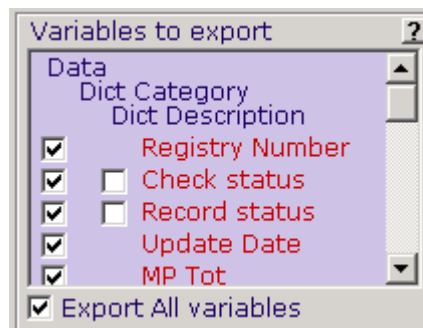 Variables to export ?
Data
Dict Category
Dict Description
Registry Number
Check status
Record status
Update Date
MP Tot
Export All variables